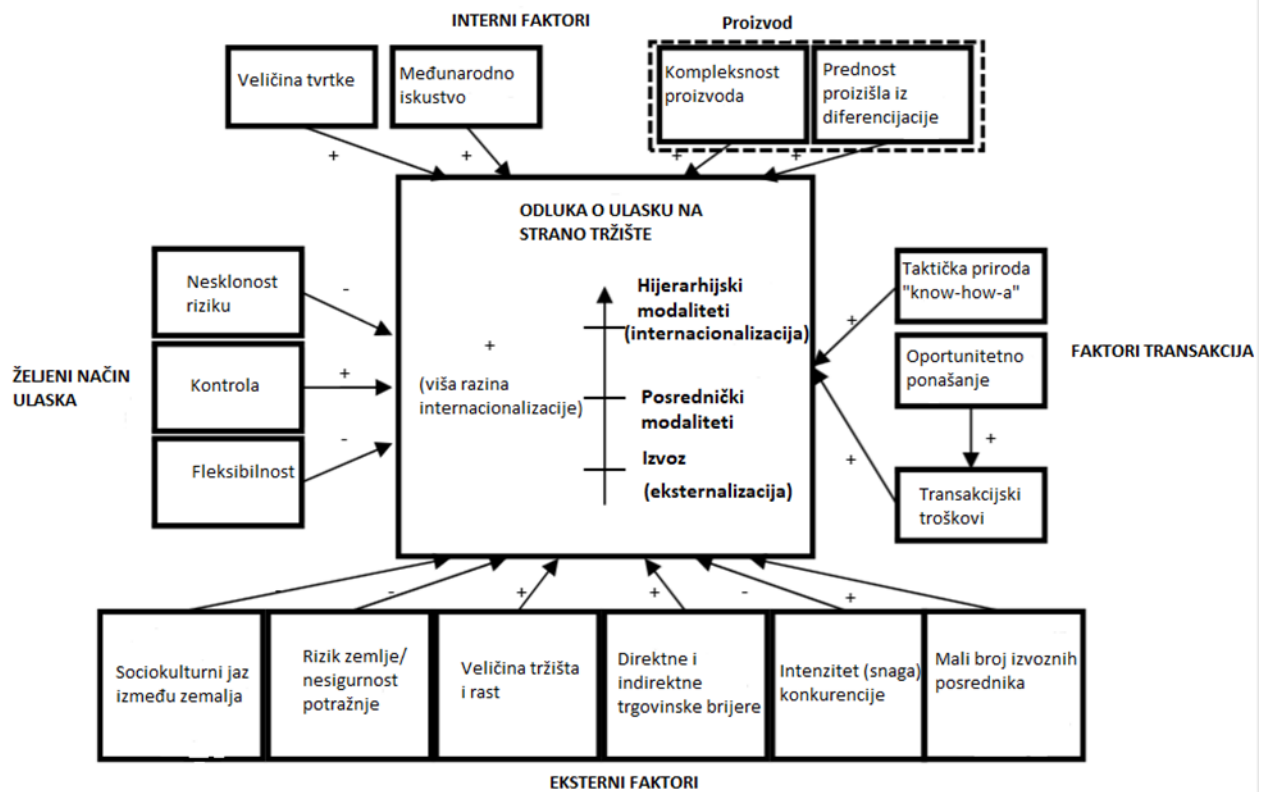 INTERNI FAKTORI
Proizvod
Veličina tvrtke
Međunarodno
iskustvo
Kompleksnost
proizvoda
Prednost
proizišla iz
diferencijacije
+
+
+
+
ODLUKA O ULASKU NA
STRANO TRŽIŠTE
ŽELJENI NAČIN
ULASKA
Nesklonost
riziku
-
Kontrola
+
Fleksibilnost
-
+
(viša razina
internacionalizacije)
Hijerarhijski
modaliteti
(internacionalizacija)
Posrednički
modaliteti
Izvoz
(eksternalizacija)
Taktička priroda
"know-how-a"
+
Oportunitetno
ponašanje
+
+
Transakcijski
troškovi
FAKTORI TRANSAKCIJA
-
-
+
+
-
+
Sociokulturni jaz
između zemalja
Rizik zemlje/
nesigurnost
potražnje
Veličina tržišta
i rast
Direktne i
indirektne
trgovinske brijere
Intenzitet (snaga)
konkurencije
Mali broj izvoznih
posrednika
EKSTERNI FAKTORI